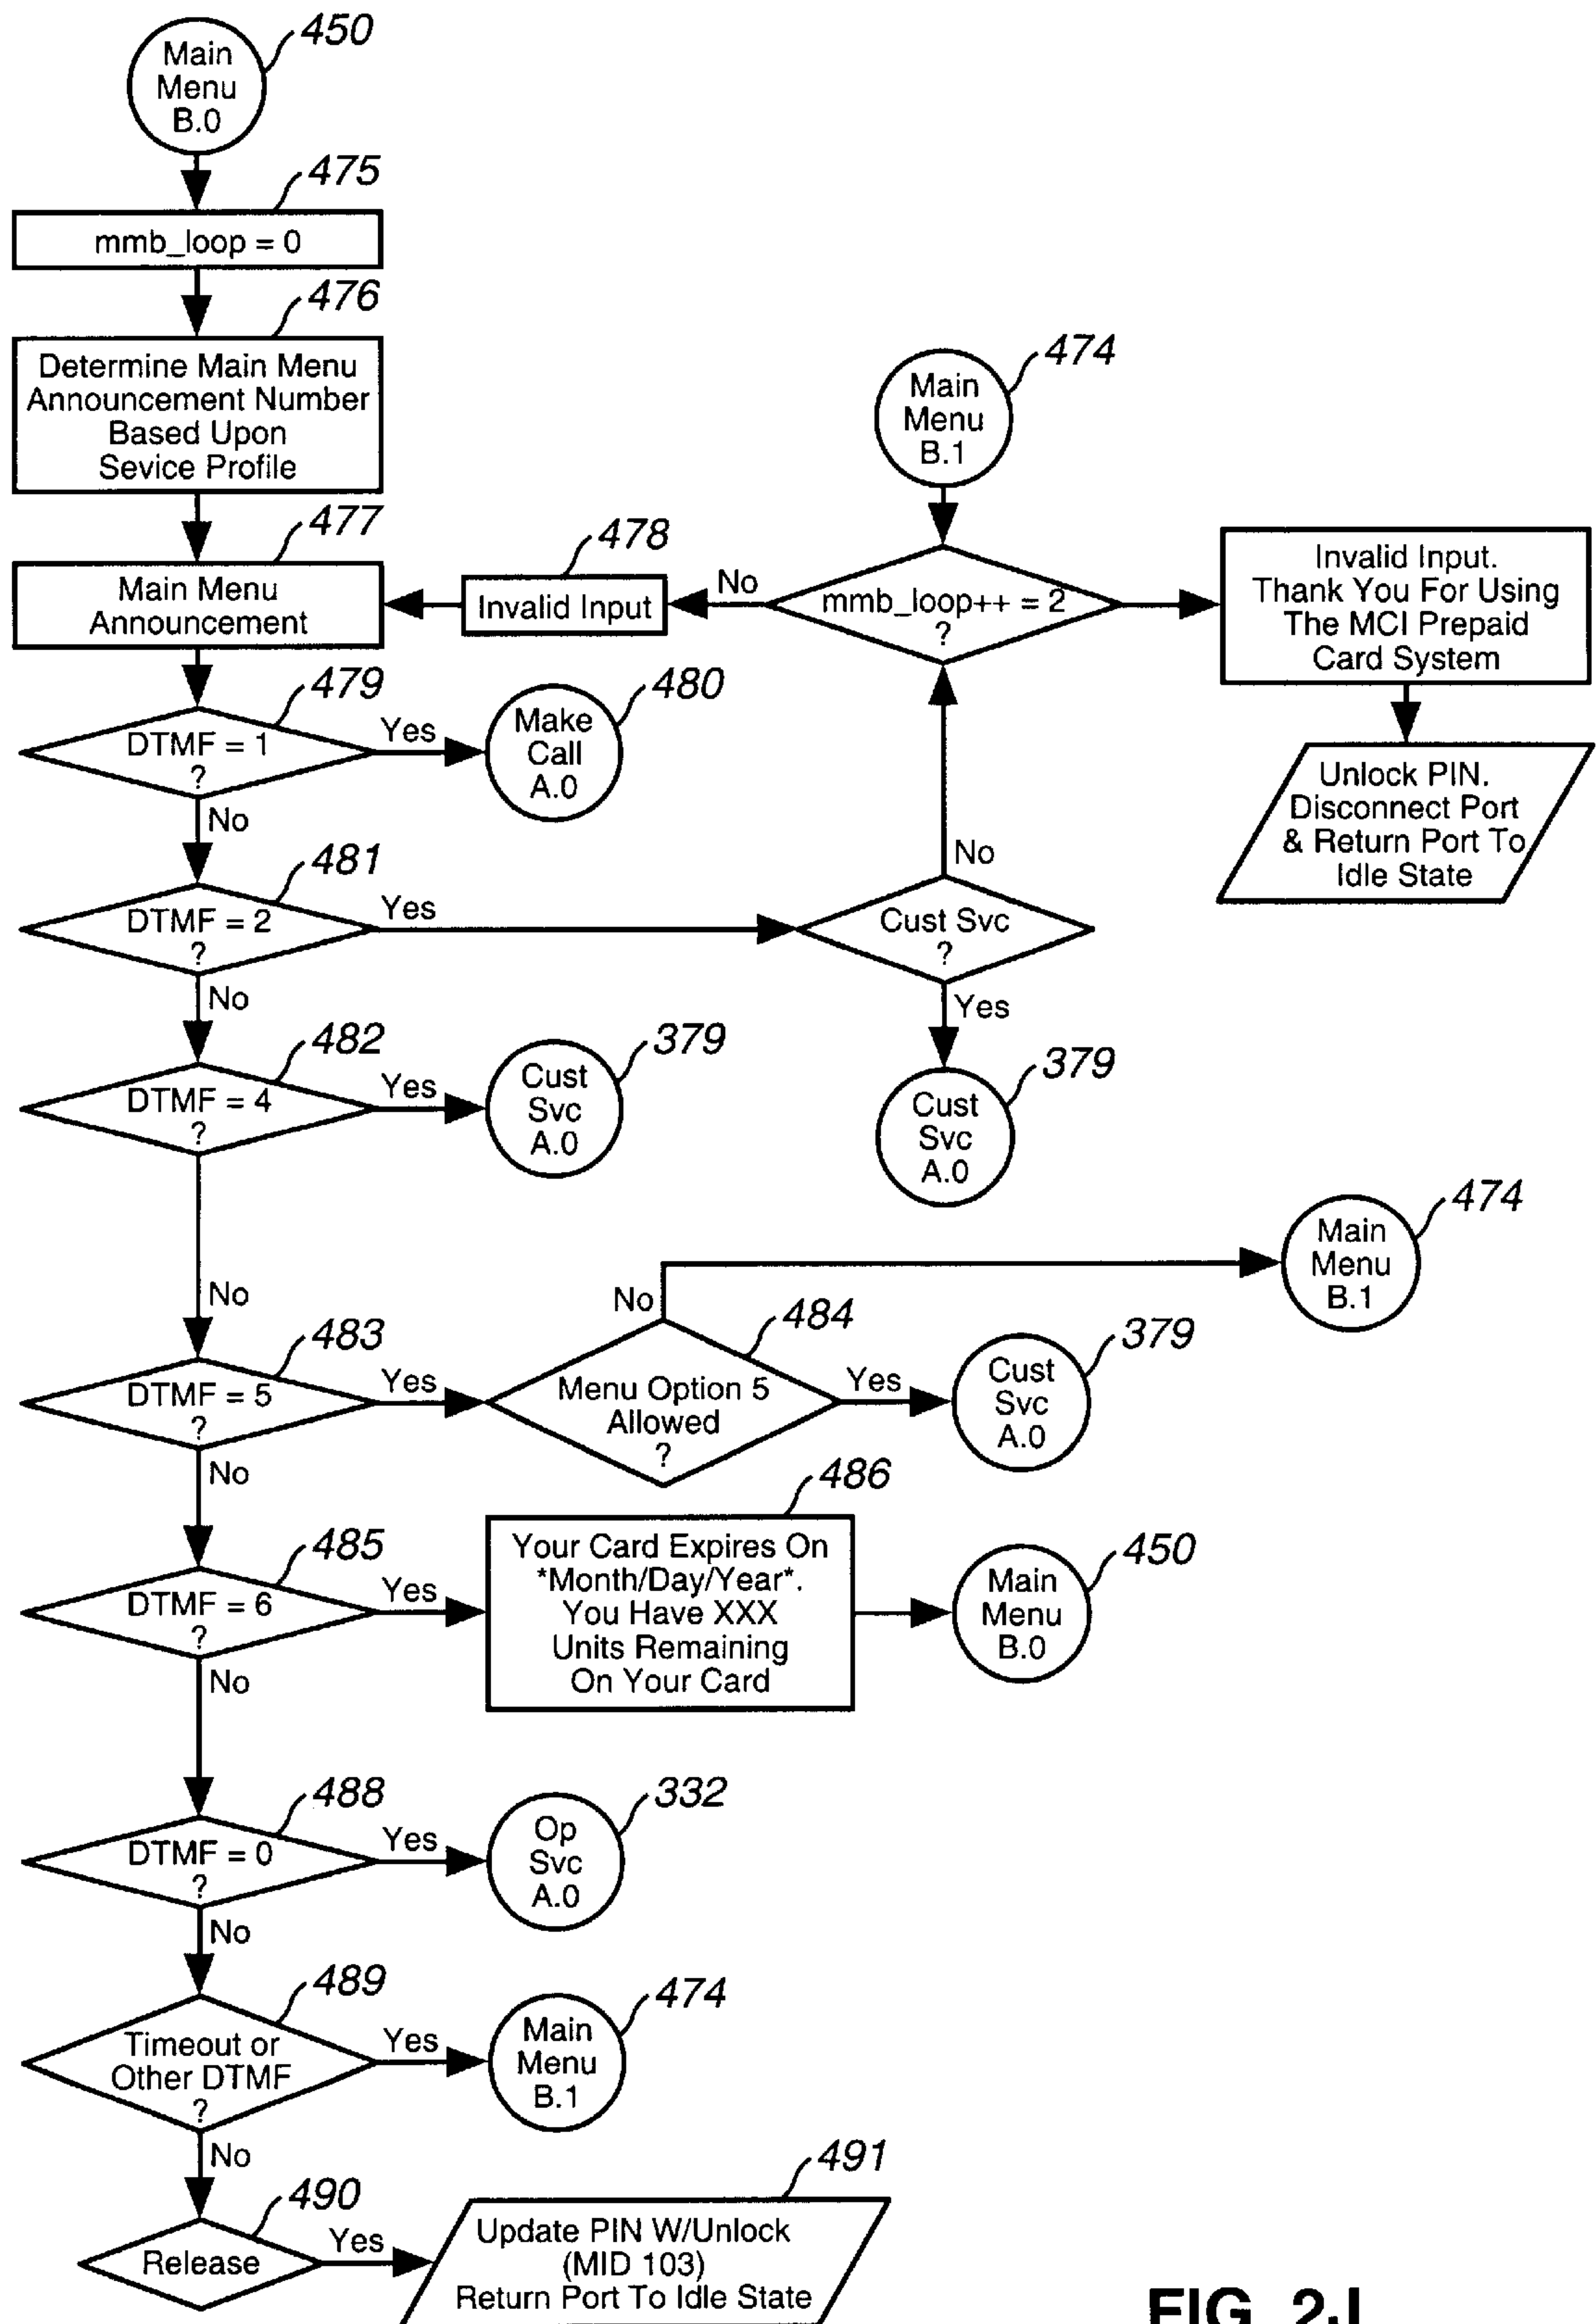 450
Main
Menu
B.0
475
mmb_loop = 0
476
Determine Main Menu
Announcement Number
Based Upon
Sevice Profile
474
Main
Menu
B.1
477
Main Menu
Announcement
478
Invalid Input
No
mmb_loop++ = 2
?
Invalid Input.
Thank You For Using
The MCI Prepaid
Card System
Unlock PIN.
Disconnect Port
& Return Port To
Idle State
479
DTMF = 1
?
Yes
480
Make
Call
A.0
No
481
DTMF = 2
?
Yes
No
Cust Svc
?
Yes
379
Cust
Svc
A.0
No
482
DTMF = 4
?
Yes
379
Cust
Svc
A.0
No
483
DTMF = 5
?
Yes
484
Menu Option 5
Allowed
?
No
474
Main
Menu
B.1
Yes
379
Cust
Svc
A.0
No
485
DTMF = 6
?
Yes
486
Your Card Expires On
*Month/Day/Year*.
You Have XXX
Units Remaining
On Your Card
450
Main
Menu
B.0
No
488
DTMF = 0
?
Yes
332
Op
Svc
A.0
No
489
Timeout or
Other DTMF
?
Yes
474
Main
Menu
B.1
No
490
Release
Yes
491
Update PIN W/Unlock
(MID 103)
Return Port To Idle State
FIG. 2J